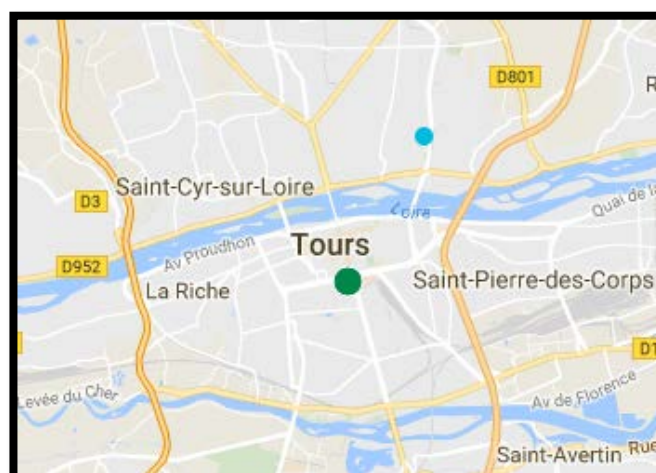 D801
R
Saint-Cyr-sur-Loire
D3
Loire
Quai de la
Tours
Av Proudhon
D952
La Riche
Saint-Pierre-des-Corps
D1
Levée du Cher
Av de Florence
Saint-Avertin
Rue